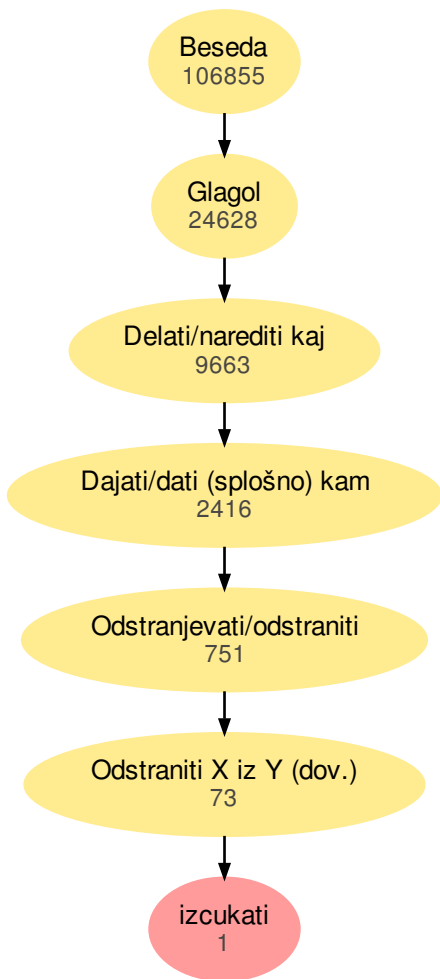 Beseda
106855
Glagol
24628
Delati/narediti kaj
9663
Dajati/dati (splošno) kam
2416
Odstranjevati/odstraniti
751
Odstraniti X iz Y (dov.)
73
izcukati
1